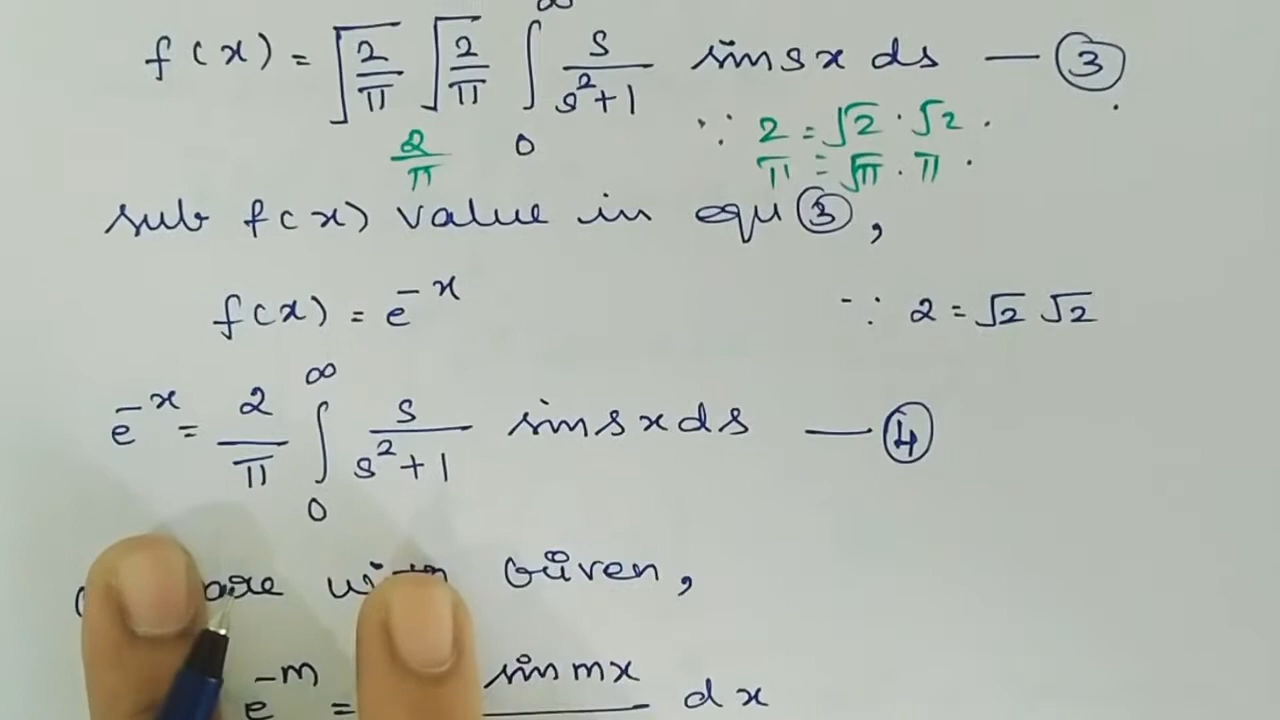 f(x) = √(2/π) √(2/π) ∫₀^∞ s/(s²+1) sin sx ds — ③
2/π ∵ 2 = √2 · √2 .
π = √π . π .
sub f(x) value in equ ③,
f(x) = e^-x ∵ 2 = √2 √2
e^-x = 2/π ∫₀^∞ s/(s²+1) sin sx ds — ④
Given,
e^-m = sin mx dx